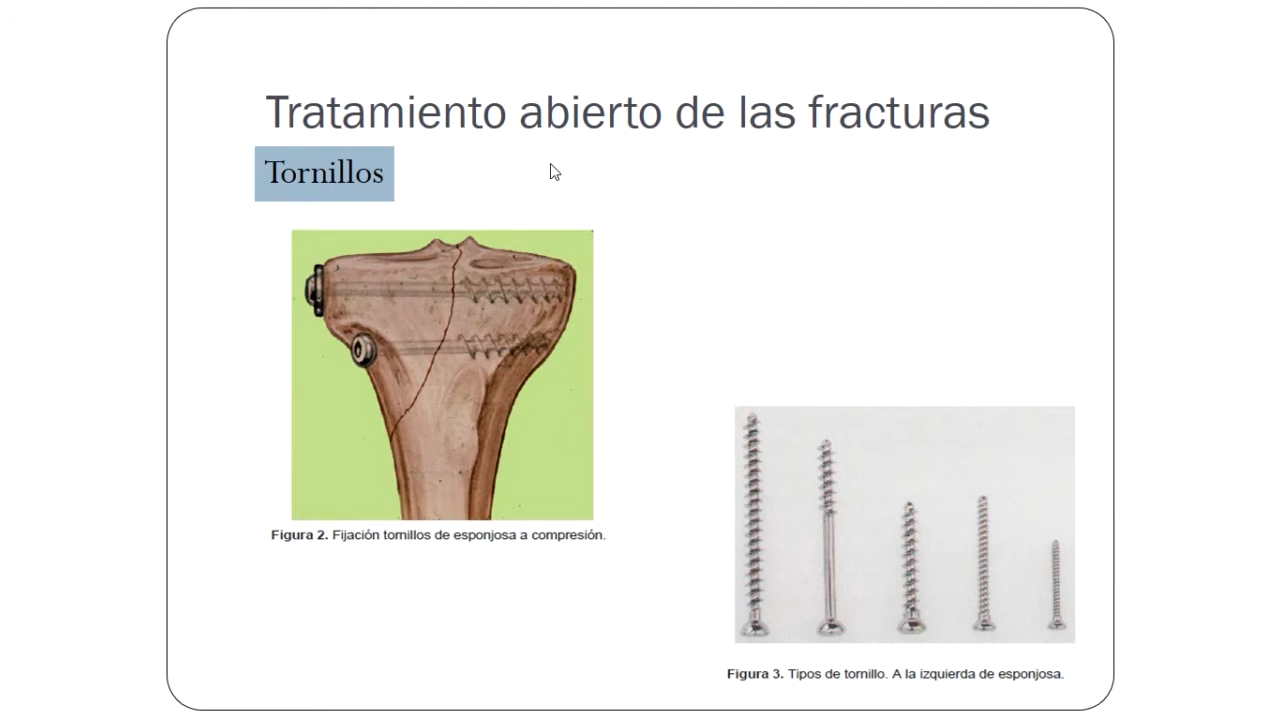 Tratamiento abierto de las fracturas
Tornillos
Figura 2. Fijación tornillos de esponjosa a compresión.
Figura 3. Tipos de tornillo. A la izquierda de esponjosa.